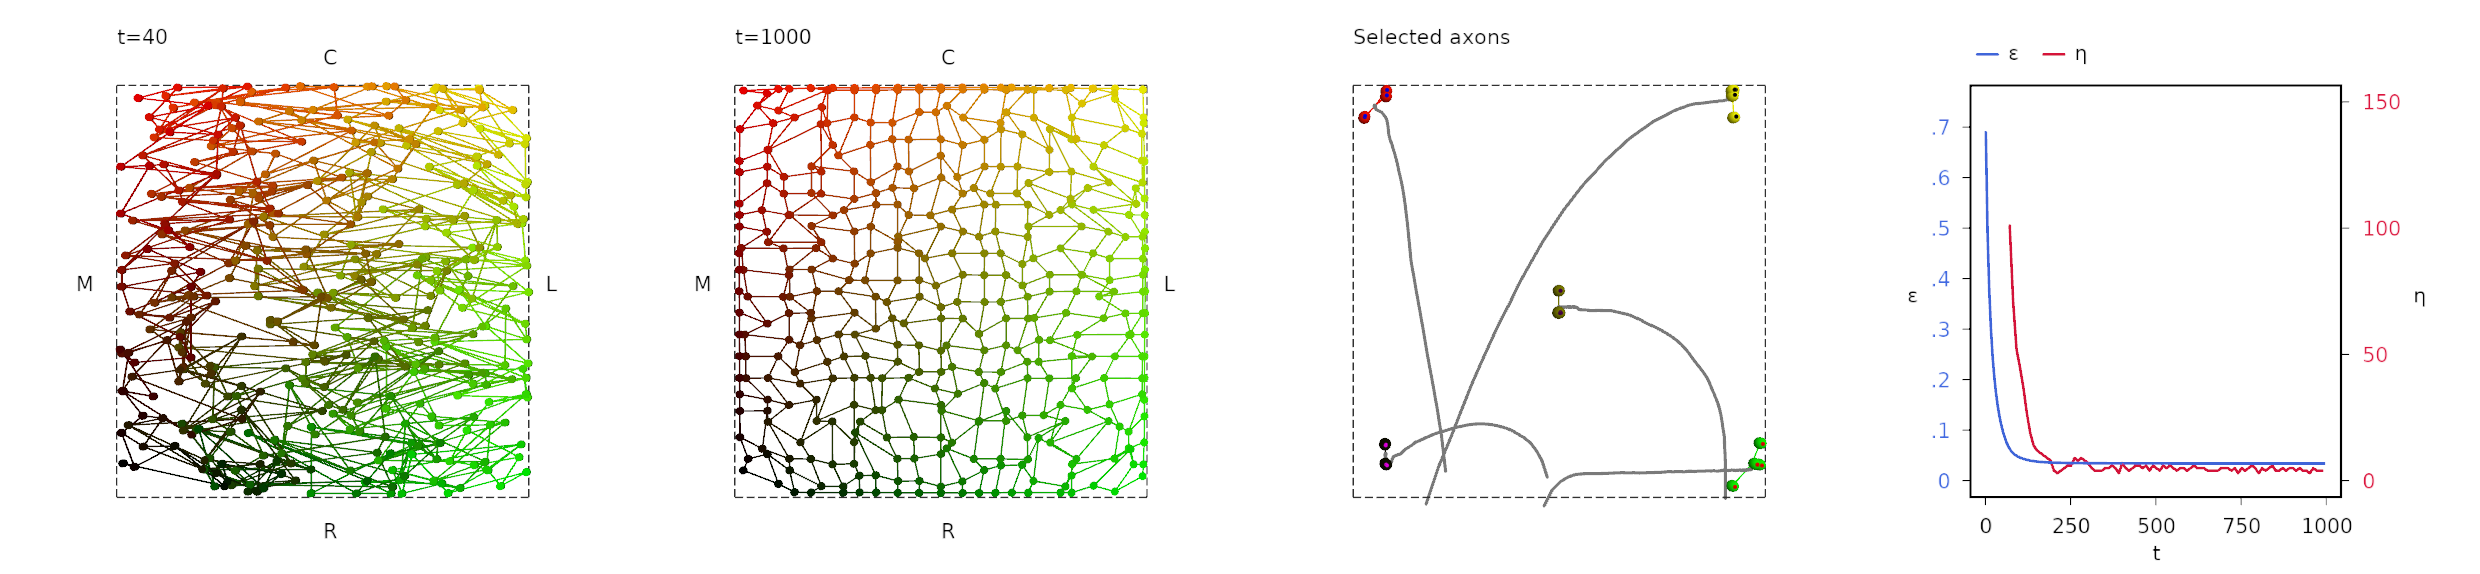 t=40
C
M
L
R
t=1000
C
M
L
R
Selected axons
ε
η
.7
.6
.5
.4
.3
.2
.1
0
ε
150
100
50
0
η
0 250 500 750 1000
t